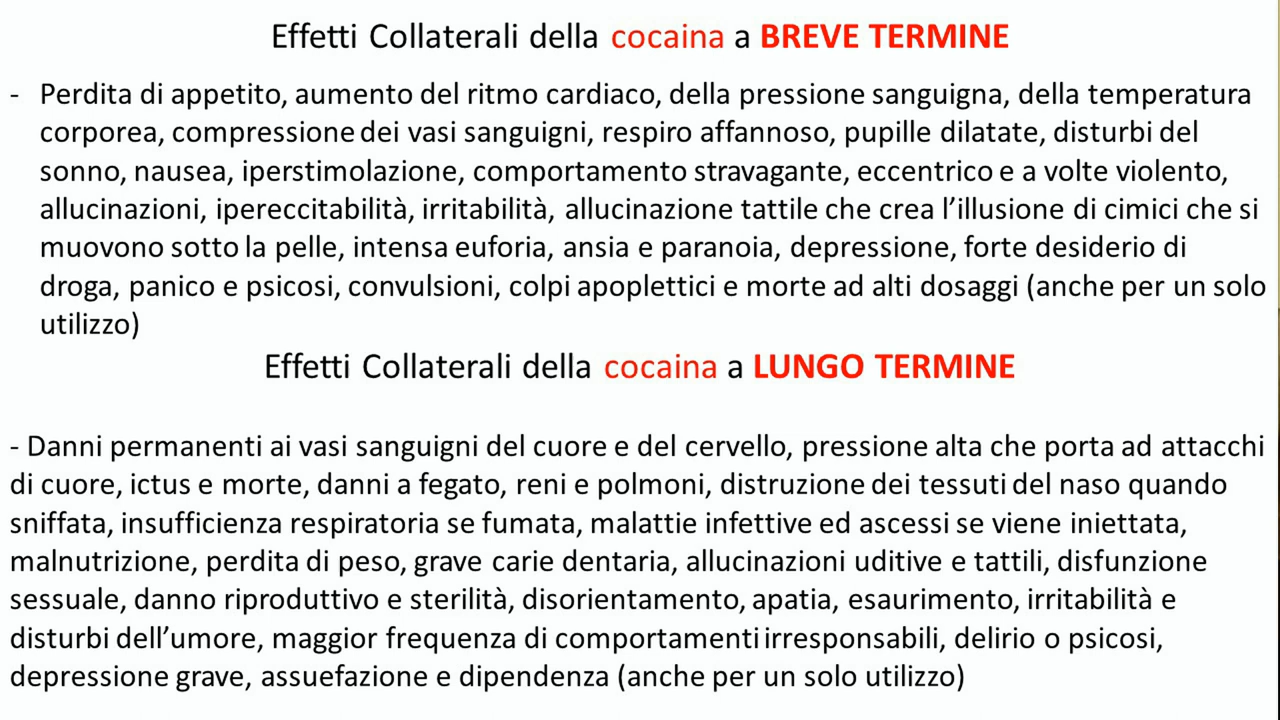 Effetti Collaterali della cocaina a BREVE TERMINE
- Perdita di appetito, aumento del ritmo cardiaco, della pressione sanguigna, della temperatura
corporea, compressione dei vasi sanguigni, respiro affannoso, pupille dilatate, disturbi del
sonno, nausea, iperstimolazione, comportamento stravagante, eccentrico e a volte violento,
allucinazioni, ipereccitabilità, irritabilità, allucinazione tattile che crea l’illusione di cimici che si
muovono sotto la pelle, intensa euforia, ansia e paranoia, depressione, forte desiderio di
droga, panico e psicosi, convulsioni, colpi apoplettici e morte ad alti dosaggi (anche per un solo
utilizzo)
Effetti Collaterali della cocaina a LUNGO TERMINE
- Danni permanenti ai vasi sanguigni del cuore e del cervello, pressione alta che porta ad attacchi
di cuore, ictus e morte, danni a fegato, reni e polmoni, distruzione dei tessuti del naso quando
sniffata, insufficienza respiratoria se fumata, malattie infettive ed ascessi se viene iniettata,
malnutrizione, perdita di peso, grave carie dentaria, allucinazioni uditive e tattili, disfunzione
sessuale, danno riproduttivo e sterilità, disorientamento, apatia, esaurimento, irritabilità e
disturbi dell’umore, maggior frequenza di comportamenti irresponsabili, delirio o psicosi,
depressione grave, assuefazione e dipendenza (anche per un solo utilizzo)